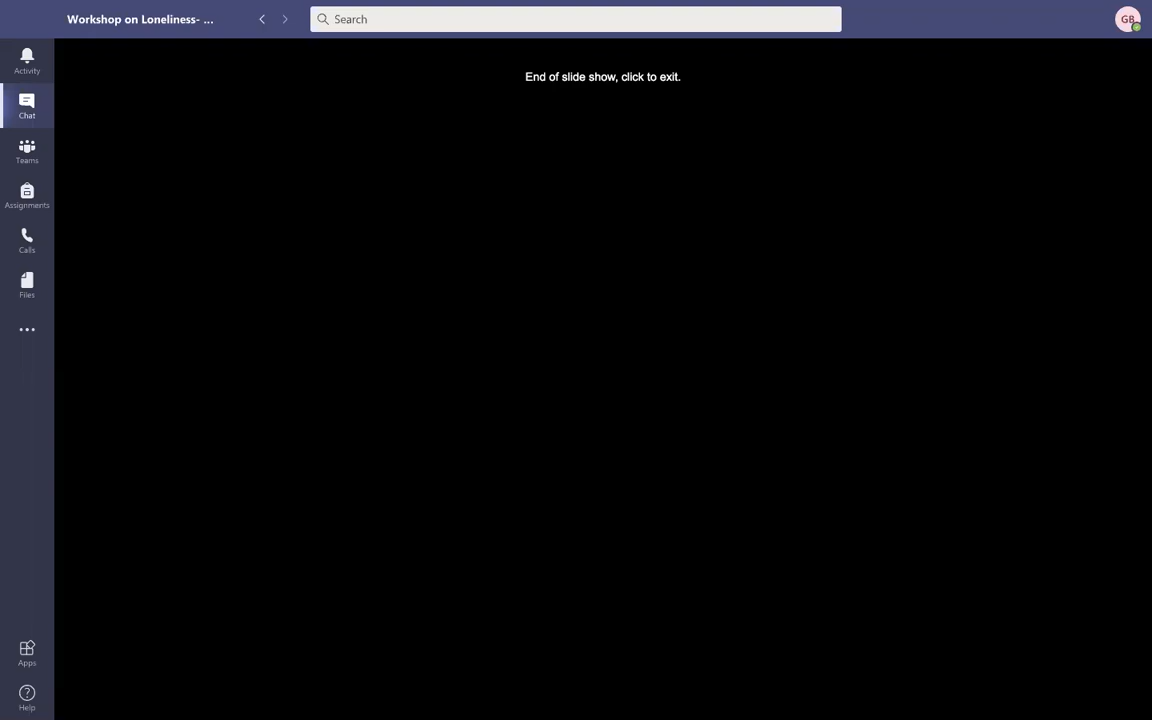 Workshop on Loneliness- ...
Search
GB
Activity
Chat
Teams
Assignments
Calls
Files
Apps
Help
End of slide show, click to exit.